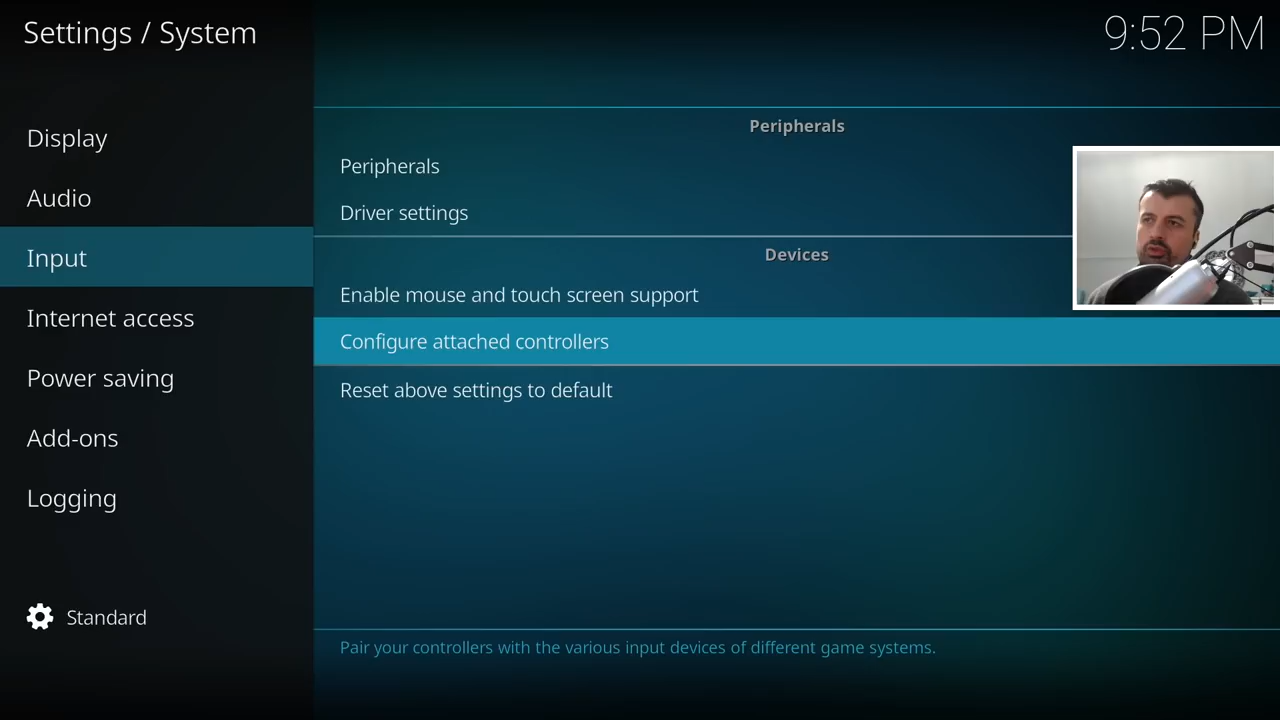 Settings / System
9:52 PM
Display
Audio
Input
Internet access
Power saving
Add-ons
Logging
Standard
Peripherals
Peripherals
Driver settings
Devices
Enable mouse and touch screen support
Configure attached controllers
Reset above settings to default
Pair your controllers with the various input devices of different game systems.